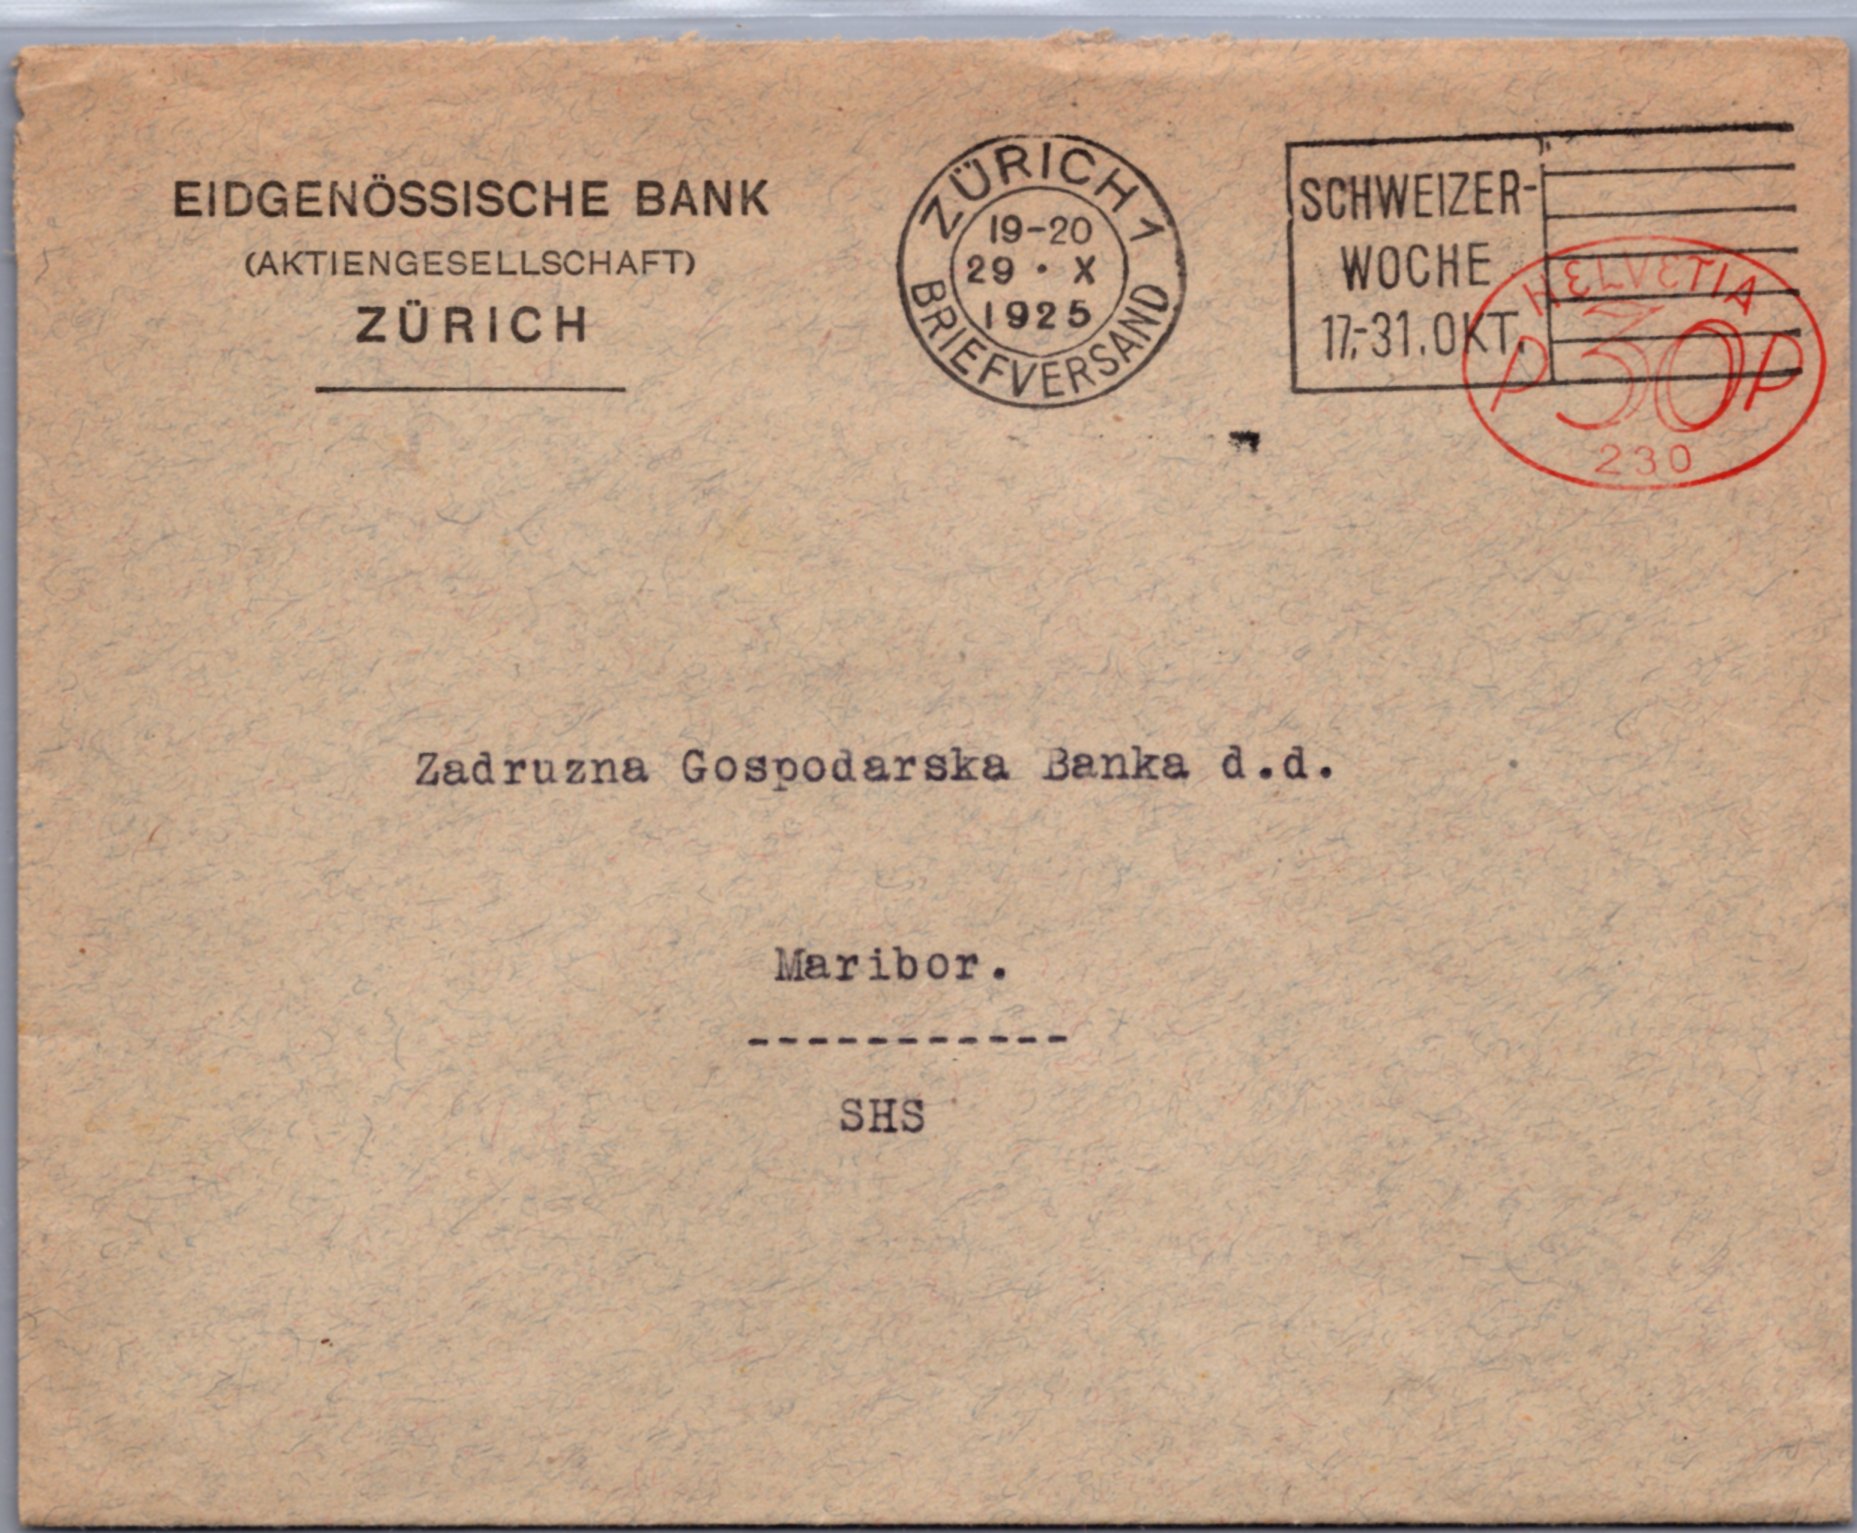 EIDGENÖSSISCHE BANK
(AKTIENGESELLSCHAFT)
ZÜRICH
ZÜRICH 1
19-20
29 · X
1925
BRIEFVERSAND
SCHWEIZER-
WOCHE
17.-31.OKT.
HELVETIA
P 30 P
230
Zadruzna Gospodarska Banka d.d.
Maribor.
-----------
SHS